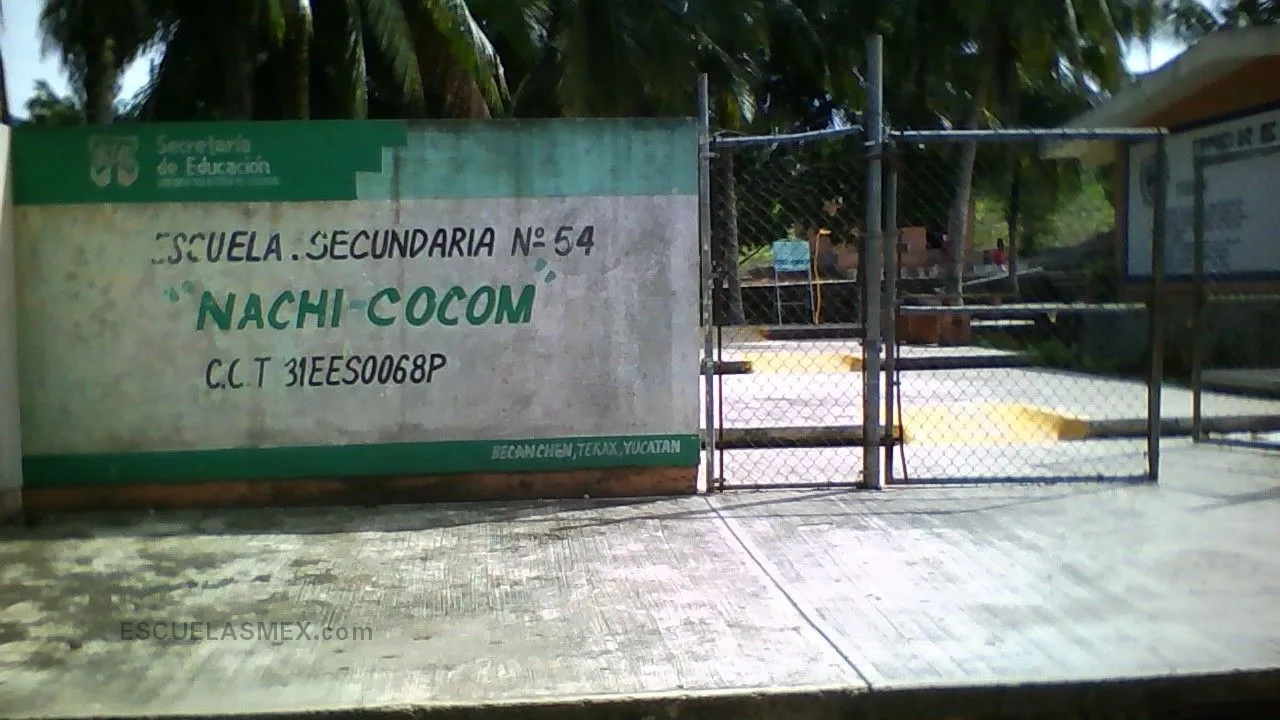 Secretaría
de Educación
ESCUELA . SECUNDARIA Nº 54
"NACHI-COCOM"
C.C.T 31EES0068P
BECANCHEN, TEKAX, YUCATAN
ESCUELASMEX.com